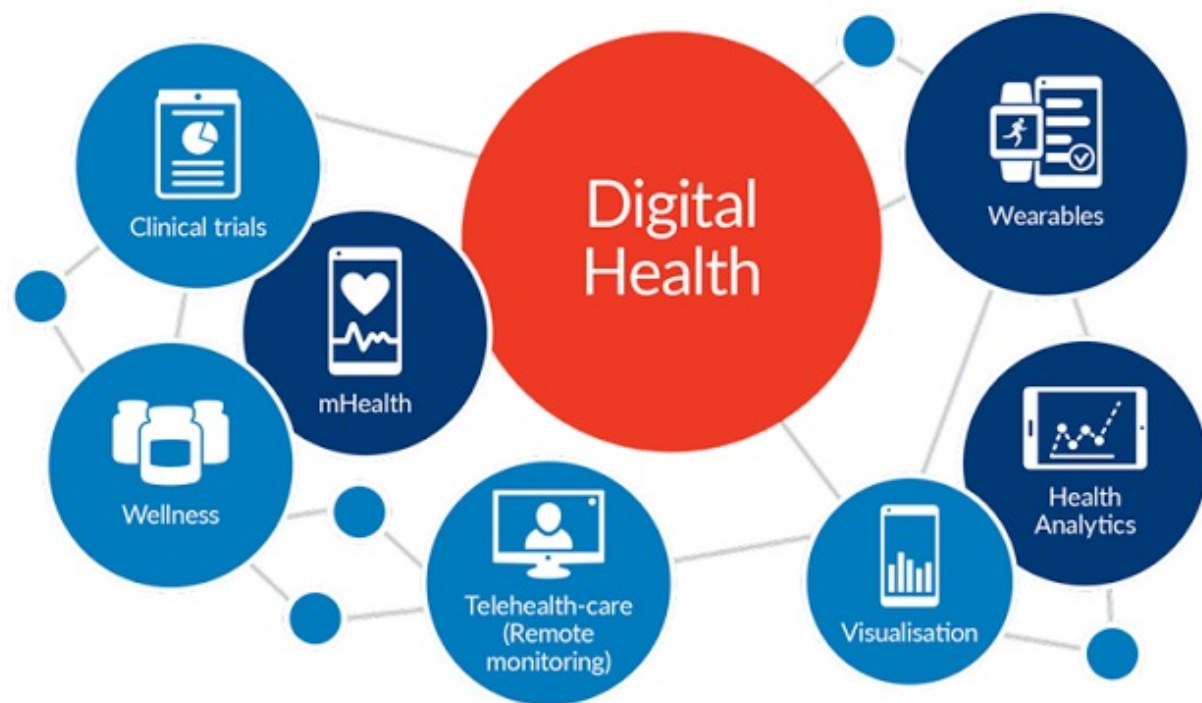 Digital
Health
Clinical trials
Wearables
mHealth
Wellness
Health
Analytics
Telehealth-care
(Remote
monitoring)
Visualisation